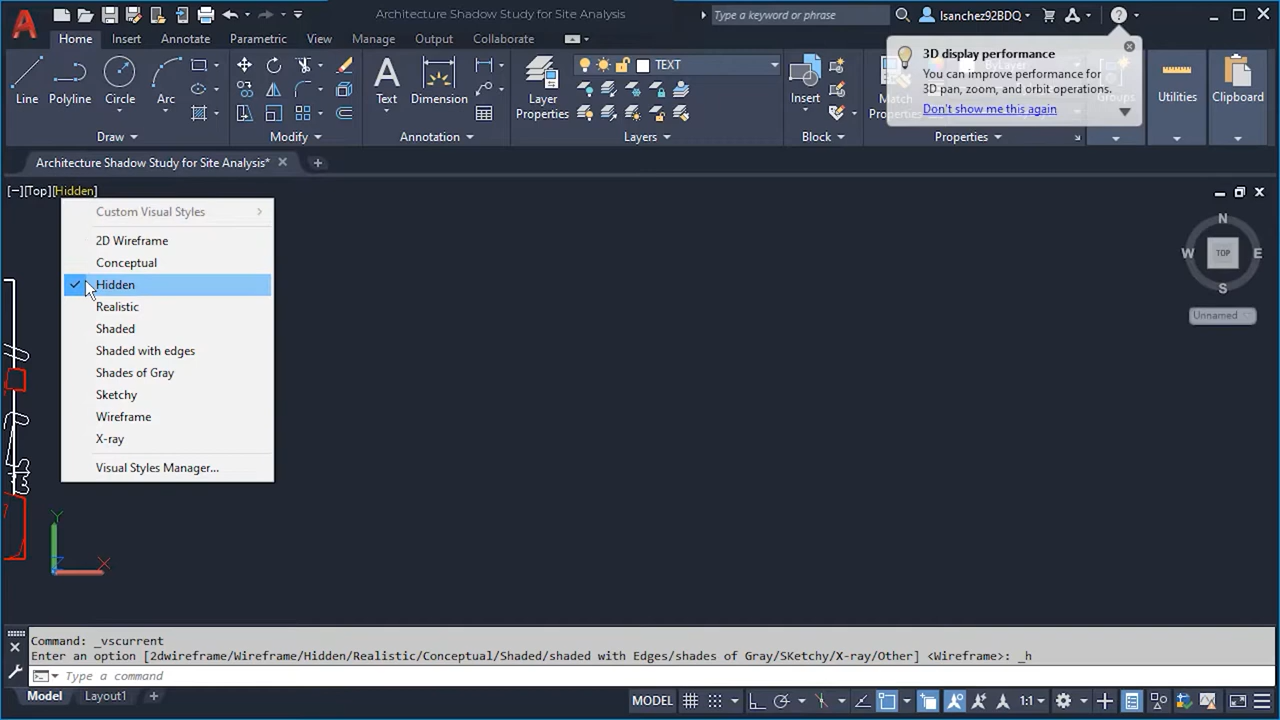 Architecture Shadow Study for Site Analysis
Type a keyword or phrase
lsanchez92BDQ
Home Insert Annotate Parametric View Manage Output Collaborate
3D display performance
You can improve performance for
3D pan, zoom, and orbit operations.
Don't show me this again
Line Polyline Circle Arc
Text Dimension
Layer
Properties
TEXT
Insert
Match
Properties
ByLayer
Groups
Utilities
Clipboard
Draw Modify Annotation Layers Block Properties
Architecture Shadow Study for Site Analysis*
[−][Top][Hidden]
Custom Visual Styles
2D Wireframe
Conceptual
Hidden
Realistic
Shaded
Shaded with edges
Shades of Gray
Sketchy
Wireframe
X-ray
Visual Styles Manager...
N
W TOP E
S
Unnamed
Y
X
Command: _vscurrent
Enter an option [2dwireframe/Wireframe/Hidden/Realistic/Conceptual/Shaded/shaded with Edges/shades of Gray/SKetchy/X-ray/Other] <Wireframe>: _h
Type a command
Model Layout1
MODEL 1:1